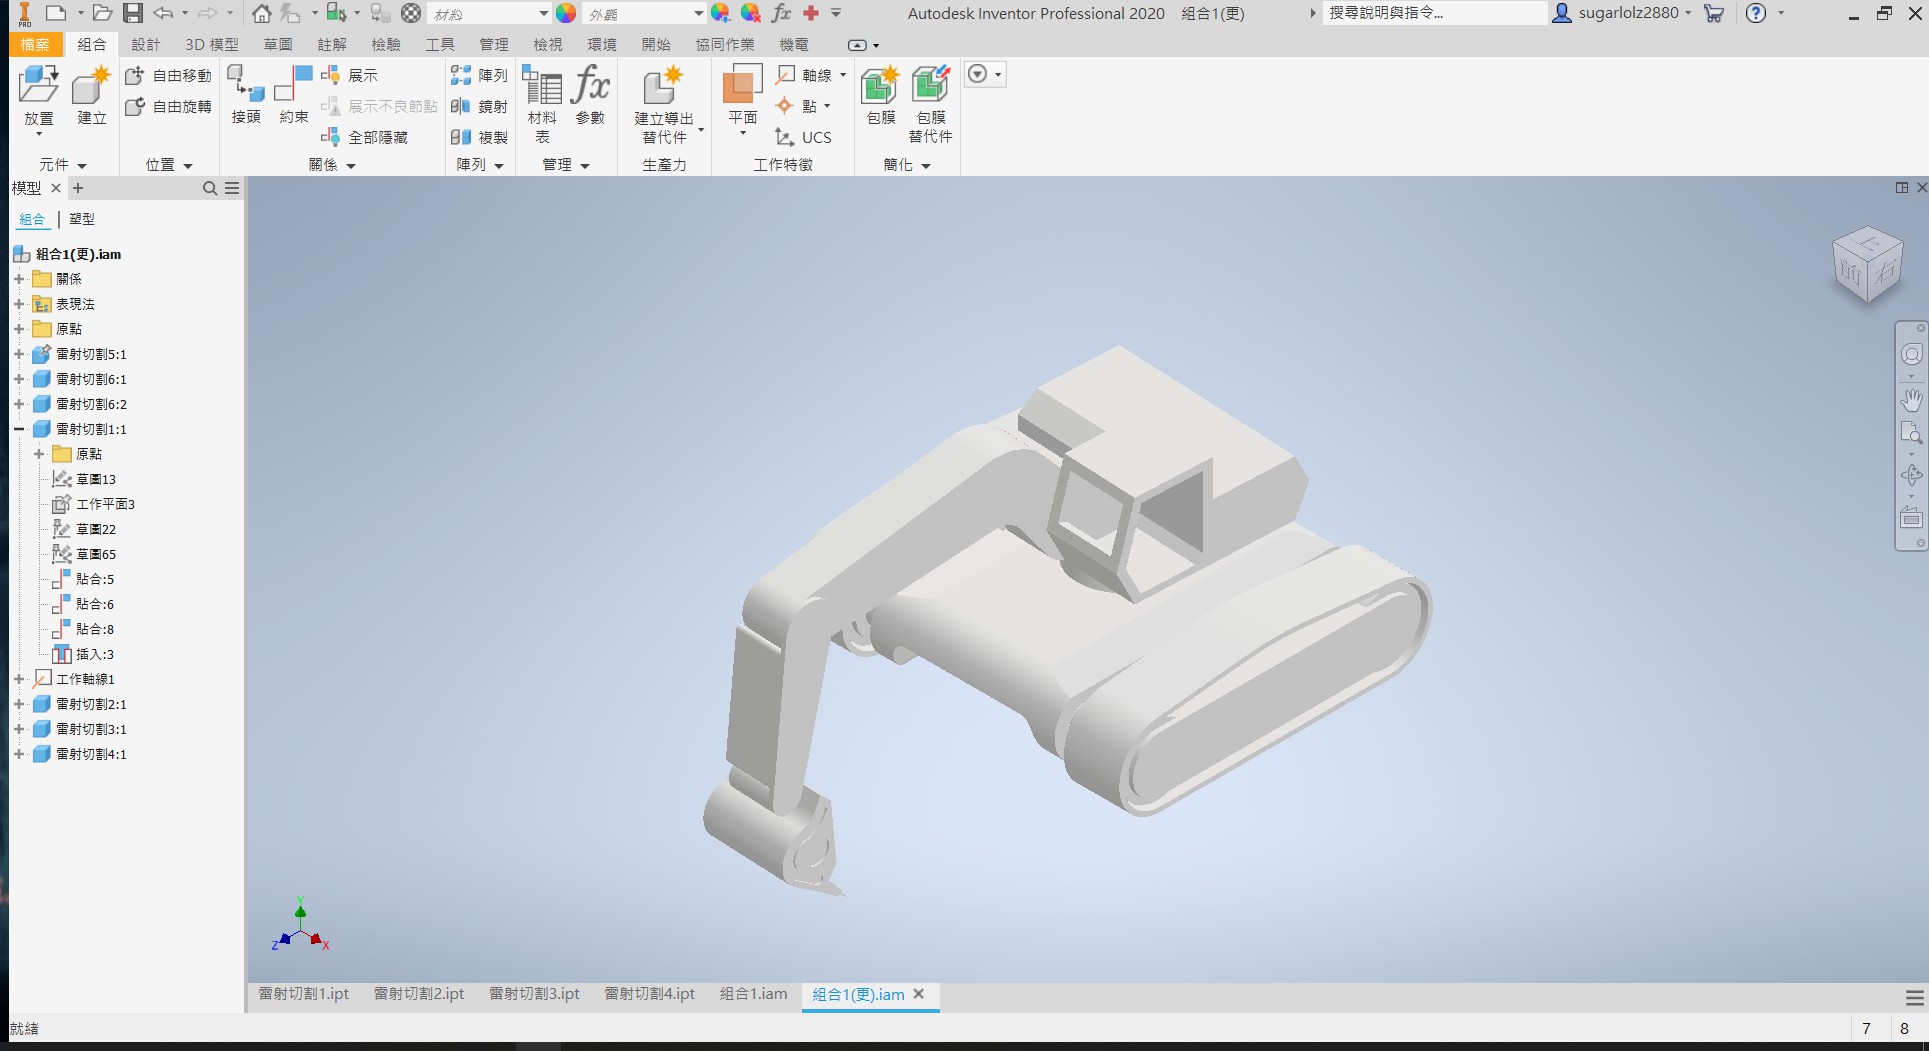 PRO
材料
外觀
Autodesk Inventor Professional 2020 組合1(更)
搜尋說明與指令...
sugarlolz2880
檔案 組合 設計 3D 模型 草圖 註解 檢驗 工具 管理 檢視 環境 開始 協同作業 機電
放置
建立
自由移動
自由旋轉
接頭
約束
展示
展示不良節點
全部隱藏
陣列
鏡射
複製
材料表
參數
建立導出
替代件
平面
軸線
點
UCS
包膜
包膜
替代件
元件 位置 關係 陣列 管理 生產力 工作特徵 簡化
模型
組合 | 塑型
組合1(更).iam
關係
表現法
原點
雷射切割5:1
雷射切割6:1
雷射切割6:2
雷射切割1:1
原點
草圖13
工作平面3
草圖22
草圖65
貼合:5
貼合:6
貼合:8
插入:3
工作軸線1
雷射切割2:1
雷射切割3:1
雷射切割4:1
上
前 右
Y
Z X
雷射切割1.ipt 雷射切割2.ipt 雷射切割3.ipt 雷射切割4.ipt 組合1.iam 組合1(更).iam
就緒
7 8